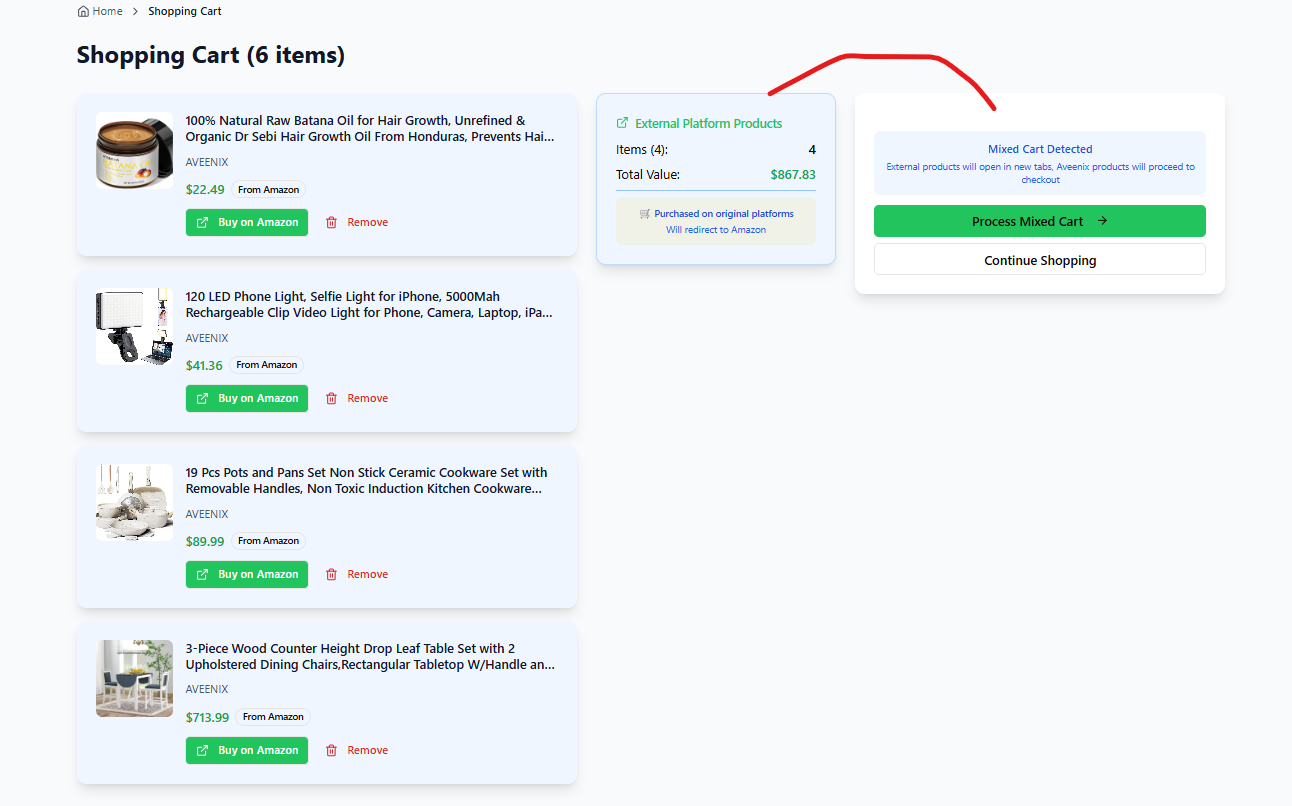 Home > Shopping Cart
Shopping Cart (6 items)
100% Natural Raw Batana Oil for Hair Growth, Unrefined &
Organic Dr Sebi Hair Growth Oil From Honduras, Prevents Hai...
AVEENIX
$22.49 From Amazon
Buy on Amazon Remove
120 LED Phone Light, Selfie Light for iPhone, 5000Mah
Rechargeable Clip Video Light for Phone, Camera, Laptop, iPa...
AVEENIX
$41.36 From Amazon
Buy on Amazon Remove
19 Pcs Pots and Pans Set Non Stick Ceramic Cookware Set with
Removable Handles, Non Toxic Induction Kitchen Cookware...
AVEENIX
$89.99 From Amazon
Buy on Amazon Remove
3-Piece Wood Counter Height Drop Leaf Table Set with 2
Upholstered Dining Chairs,Rectangular Tabletop W/Handle an...
AVEENIX
$713.99 From Amazon
Buy on Amazon Remove
External Platform Products
Items (4): 4
Total Value: $867.83
🛒 Purchased on original platforms
Will redirect to Amazon
Mixed Cart Detected
External products will open in new tabs, Aveenix products will proceed to
checkout
Process Mixed Cart →
Continue Shopping